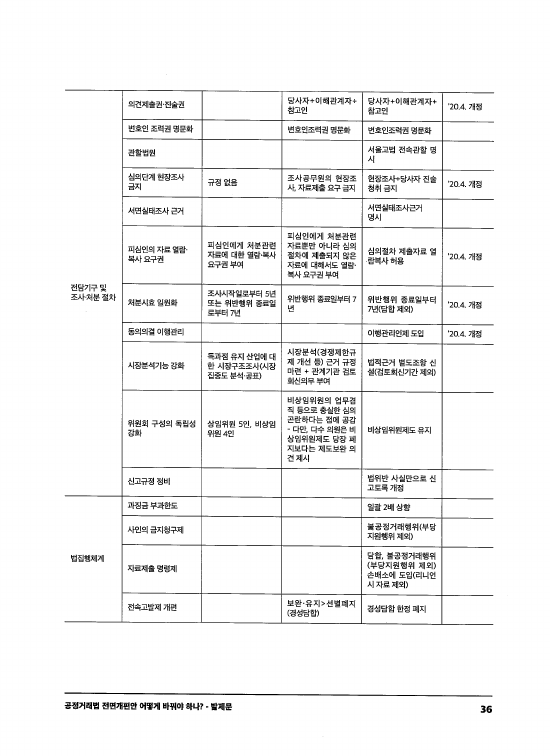 의견제출권·진술권
당사자+이해관계자+
참고인
당사자+이해관계자+
참고인
'20.4. 개정
변호인 조력권 명문화
변호인조력권 명문화
변호인조력권 명문화
관할법원
서울고법 전속관할 명
시
심의단계 현장조사
금지
규정 없음
조사공무원의 현장조
사, 자료제출 요구 금지
현장조사+당사자 진술
청취 금지
'20.4. 개정
서면실태조사 근거
서면실태조사근거
명시
전담기구 및
조사·처분 절차
피심인의 자료 열람·
복사 요구권
피심인에게 처분관련
자료에 대한 열람·복사
요구권 부여
피심인에게 처분관련
자료뿐만 아니라 심의
절차에 제출되지 않은
자료에 대해서도 열람·
복사 요구권 부여
심의절차 제출자료 열
람복사 허용
'20.4. 개정
처분시효 일원화
조사시작일로부터 5년
또는 위반행위 종료일
로부터 7년
위반행위 종료일부터 7
년
위반행위 종료일부터
7년(담합 제외)
'20.4. 개정
동의의결 이행관리
이행관리인제 도입
'20.4. 개정
시장분석기능 강화
독과점 유지 산업에 대
한 시장구조조사(시장
집중도 분석·공표)
시장분석(경쟁제한규
제 개선 등) 근거 규정
마련 + 관계기관 검토
회신의무 부여
법적근거 별도조항 신
설(검토회신기간 제외)
위원회 구성의 독립성
강화
상임위원 5인, 비상임
위원 4인
비상임위원의 업무겸
직 등으로 충실한 심의
곤란하다는 점에 공감
- 다만, 다수 의원은 비
상임위원제도 당장 폐
지보다는 제도보완 의
견 제시
비상임위원제도 유지
신고규정 정비
법위반 사실만으로 신
고토록 개정
법집행체계
과징금 부과한도
일괄 2배 상향
사인의 금지청구제
불공정거래행위(부당
지원행위 제외)
자료제출 명령제
담합, 불공정거래행위
(부당지원행위 제외)
손배소에 도입(리니언
시 자료 제외)
전속고발제 개편
보완·유지>선별폐지
(경성담합)
경성담합 한정 폐지
공정거래법 전면개편안 어떻게 바꿔야 하나? - 발제문
36